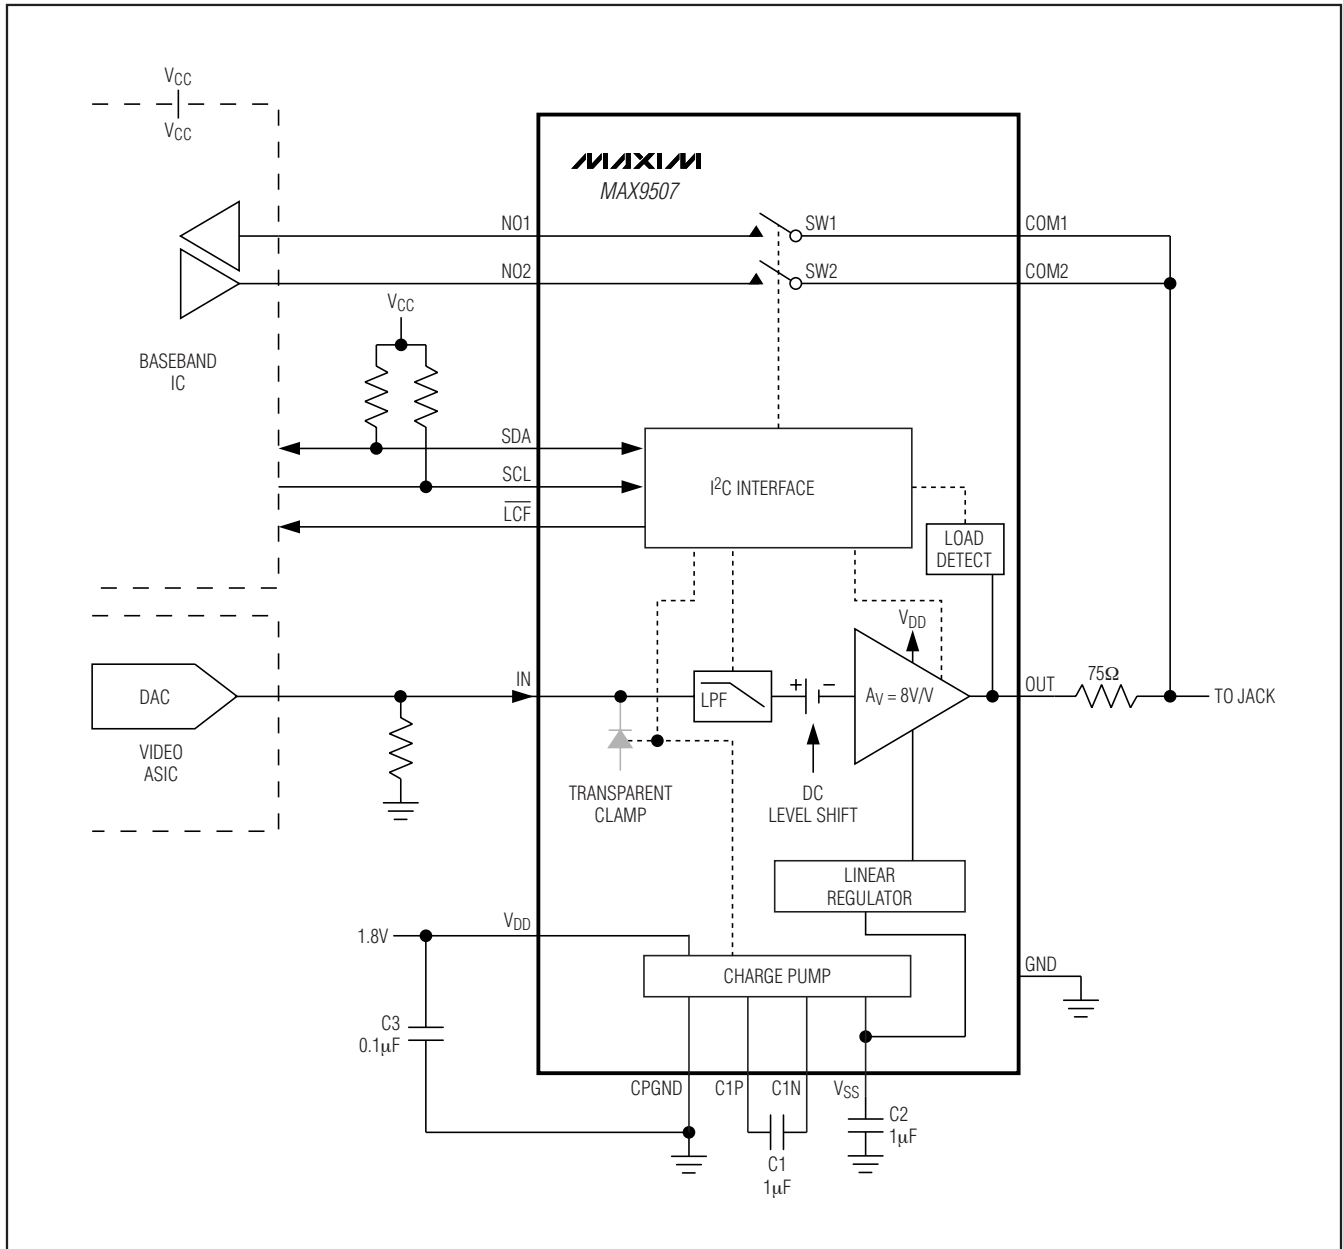 VCC
VCC
MAXIM
MAX9507
NO1
SW1
COM1
NO2
SW2
COM2
VCC
BASEBAND
IC
SDA
SCL
I²C INTERFACE
L̅C̅F̅
LOAD
DETECT
VDD
IN
OUT
75Ω
DAC
LPF
+
−
AV = 8V/V
TO JACK
VIDEO
ASIC
TRANSPARENT
CLAMP
DC
LEVEL SHIFT
LINEAR
REGULATOR
VDD
1.8V
CHARGE PUMP
GND
C3
0.1µF
CPGND
C1P
C1N
VSS
C2
1µF
C1
1µF